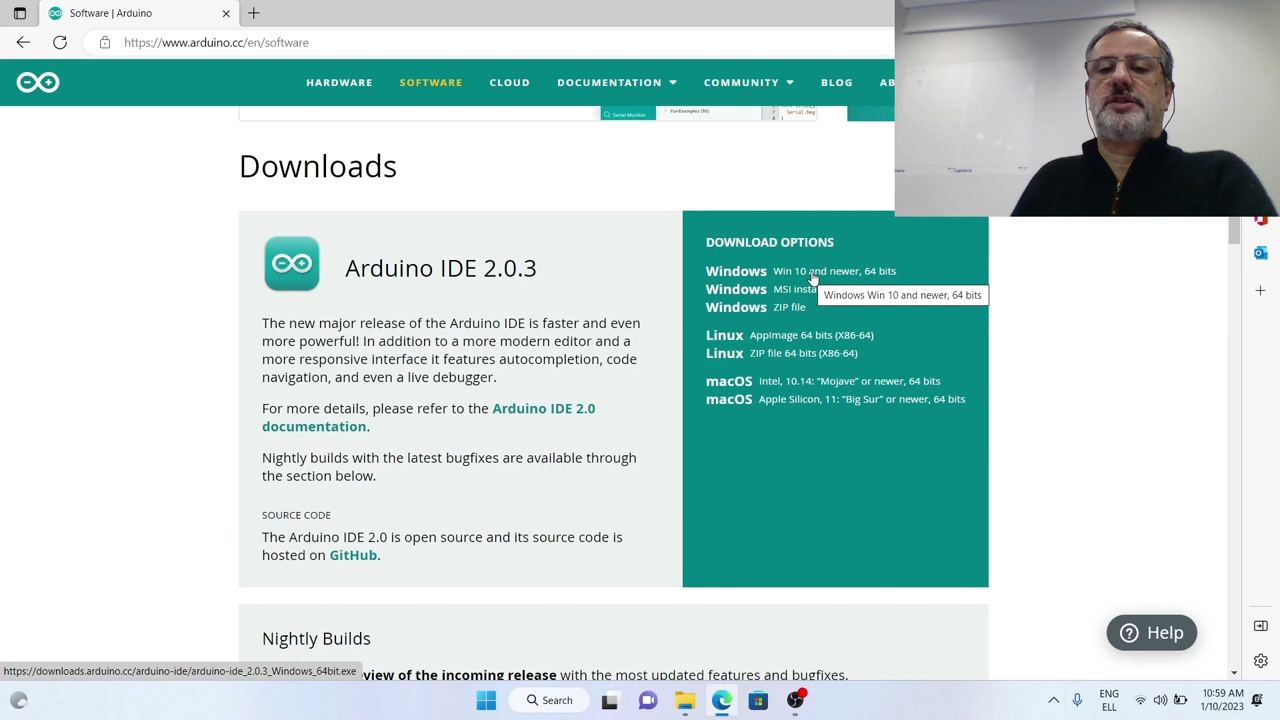 Software | Arduino
https://www.arduino.cc/en/software
HARDWARE SOFTWARE CLOUD DOCUMENTATION COMMUNITY BLOG AB
Serial Monitor
YunExamples (50)
Serial.beg
Downloads
Arduino IDE 2.0.3
The new major release of the Arduino IDE is faster and even
more powerful! In addition to a more modern editor and a
more responsive interface it features autocompletion, code
navigation, and even a live debugger.
For more details, please refer to the Arduino IDE 2.0
documentation.
Nightly builds with the latest bugfixes are available through
the section below.
SOURCE CODE
The Arduino IDE 2.0 is open source and its source code is
hosted on GitHub.
DOWNLOAD OPTIONS
Windows Win 10 and newer, 64 bits
Windows MSI insta
Windows Win 10 and newer, 64 bits
Windows ZIP file
Linux AppImage 64 bits (X86-64)
Linux ZIP file 64 bits (X86-64)
macOS Intel, 10.14: “Mojave” or newer, 64 bits
macOS Apple Silicon, 11: “Big Sur” or newer, 64 bits
Nightly Builds
Help
https://downloads.arduino.cc/arduino-ide/arduino-ide_2.0.3_Windows_64bit.exe
view of the incoming release with the most updated features and bugfixes.
Search
ENG
ELL
10:59 AM
1/10/2023